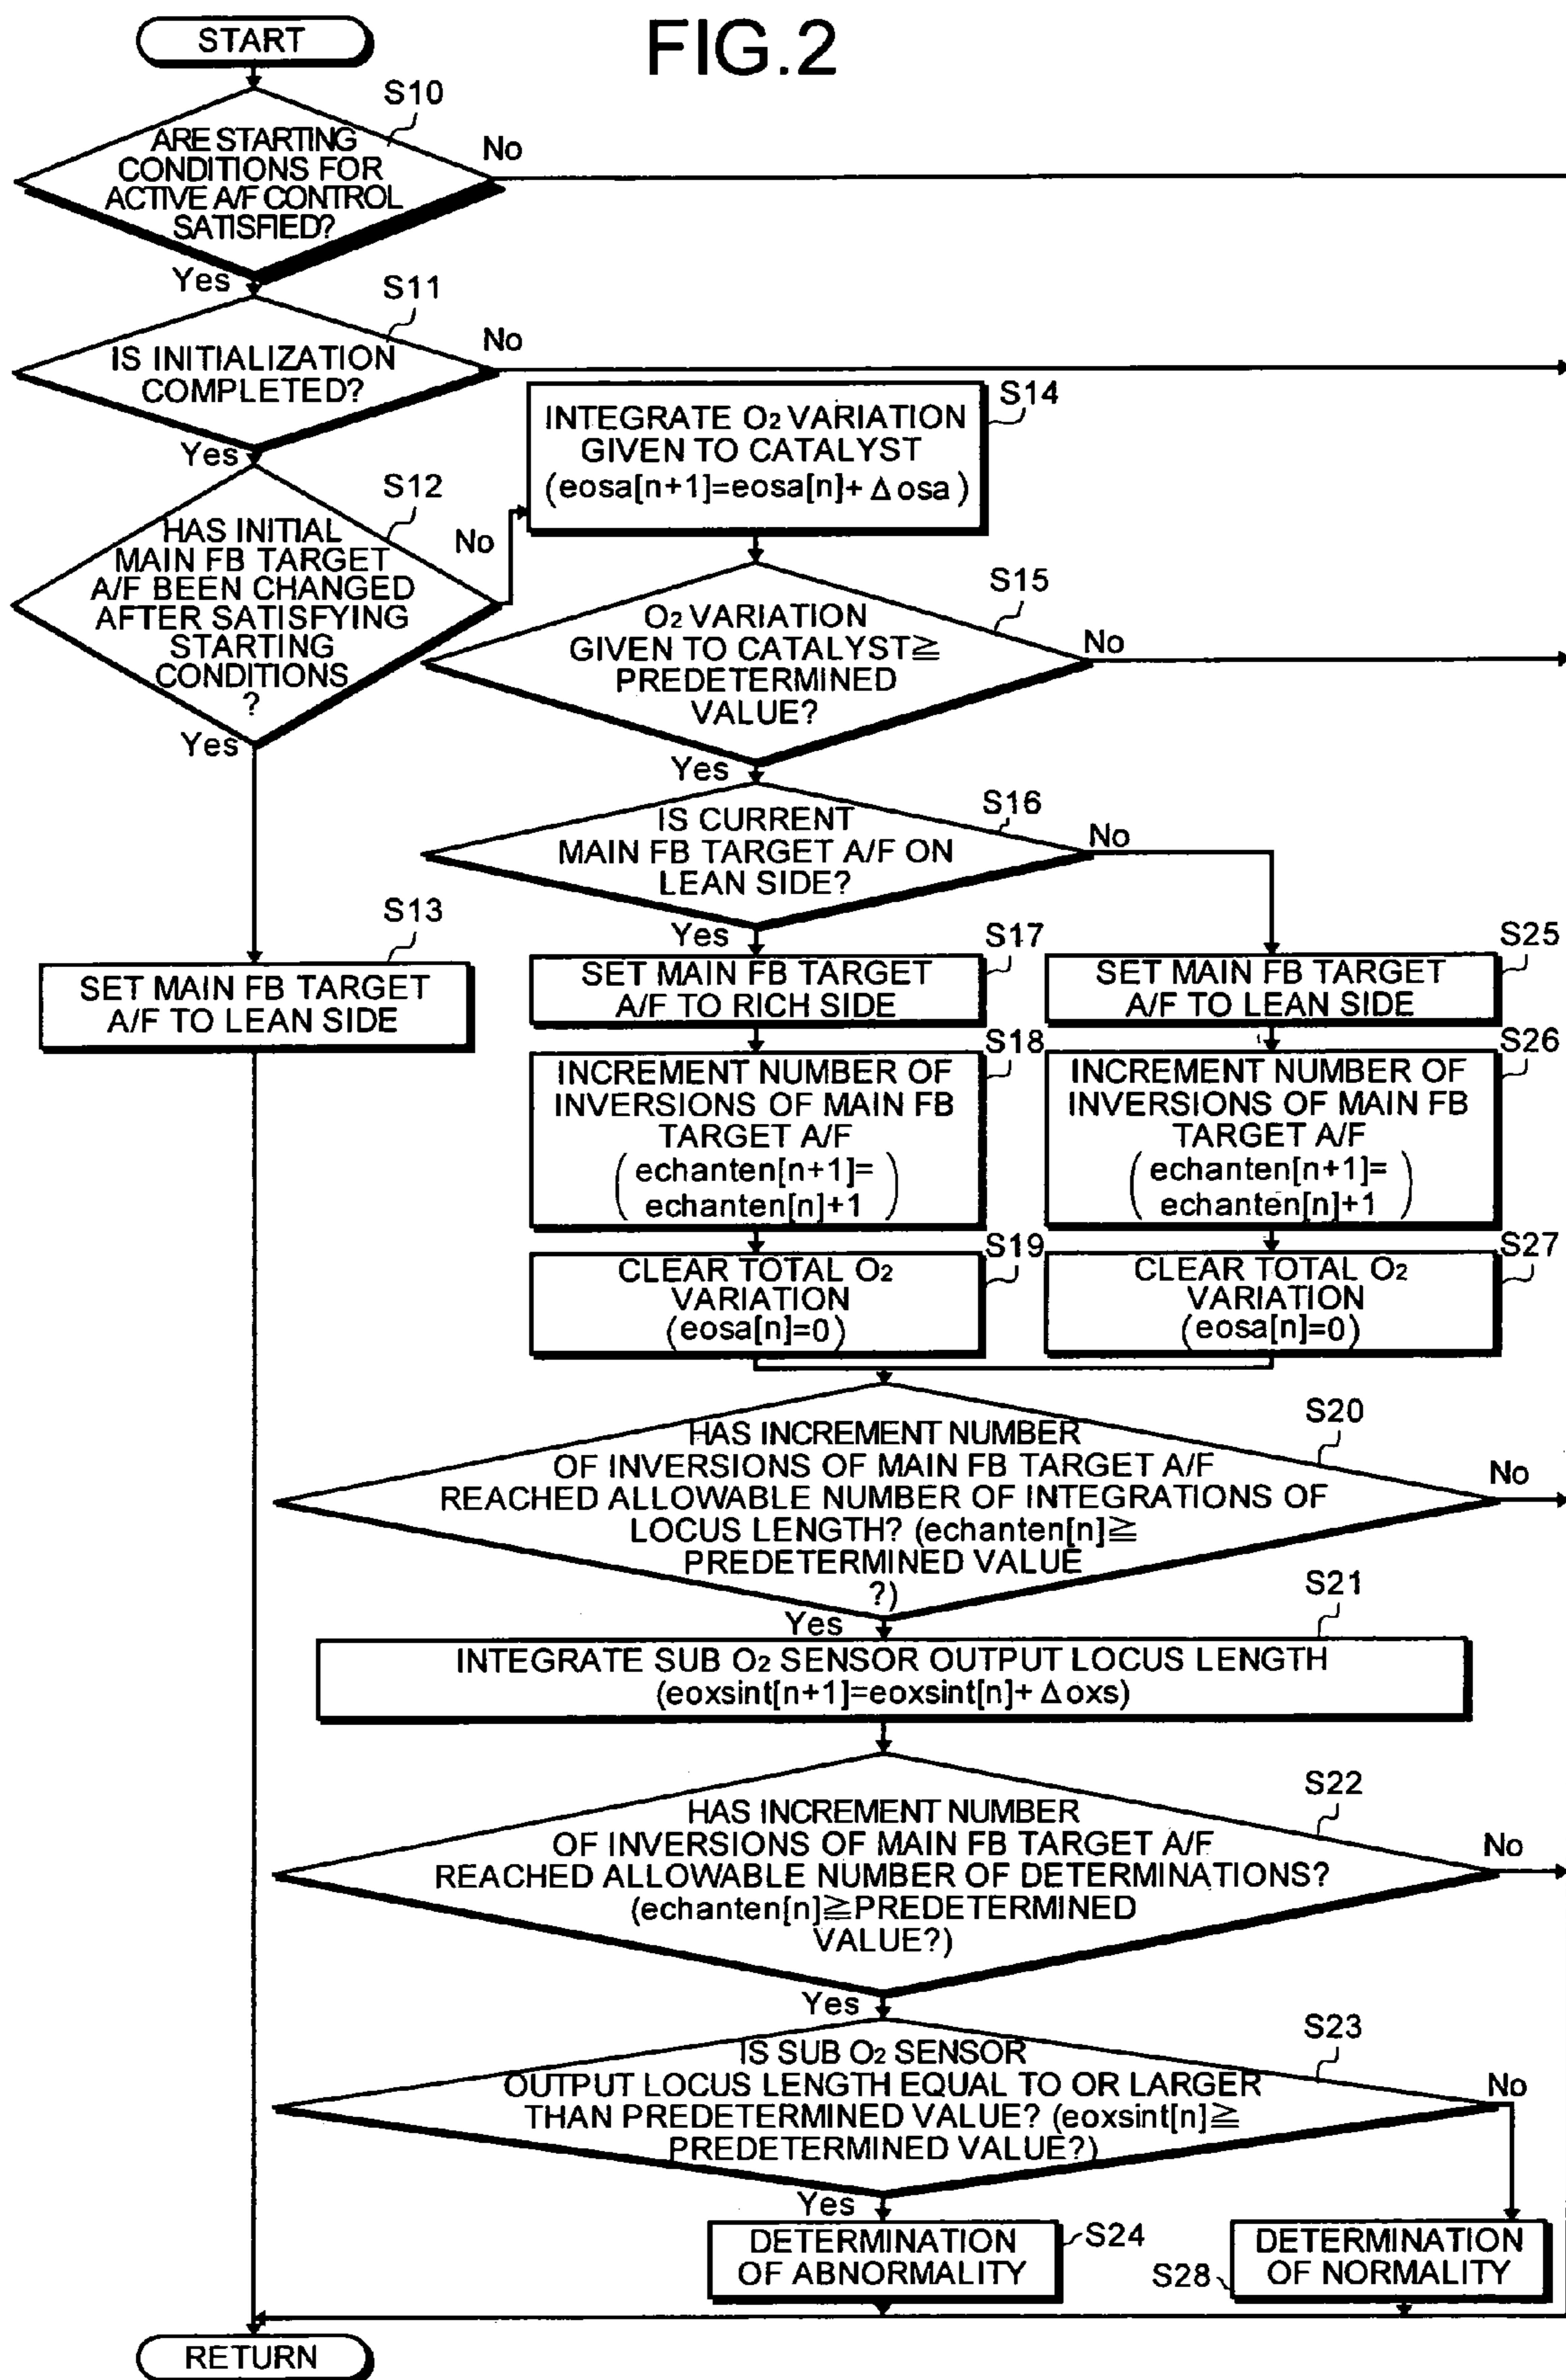 FIG.2
START
S10
ARE STARTING
CONDITIONS FOR
ACTIVE A/F CONTROL
SATISFIED?
No
Yes
S11
IS INITIALIZATION
COMPLETED?
No
Yes
S12
HAS INITIAL
MAIN FB TARGET
A/F BEEN CHANGED
AFTER SATISFYING
STARTING
CONDITIONS
?
No
Yes
S13
SET MAIN FB TARGET
A/F TO LEAN SIDE
S14
INTEGRATE O2 VARIATION
GIVEN TO CATALYST
(eosa[n+1]=eosa[n]+ Δosa)
S15
O2 VARIATION
GIVEN TO CATALYST≧
PREDETERMINED
VALUE?
No
Yes
S16
IS CURRENT
MAIN FB TARGET A/F ON
LEAN SIDE?
No
Yes
S17
SET MAIN FB TARGET
A/F TO RICH SIDE
S25
SET MAIN FB TARGET
A/F TO LEAN SIDE
S18
INCREMENT NUMBER OF
INVERSIONS OF MAIN FB
TARGET A/F
(echanten[n+1]=
echanten[n]+1)
S26
INCREMENT NUMBER OF
INVERSIONS OF MAIN FB
TARGET A/F
(echanten[n+1]=
echanten[n]+1)
S19
CLEAR TOTAL O2
VARIATION
(eosa[n]=0)
S27
CLEAR TOTAL O2
VARIATION
(eosa[n]=0)
S20
HAS INCREMENT NUMBER
OF INVERSIONS OF MAIN FB TARGET A/F
REACHED ALLOWABLE NUMBER OF INTEGRATIONS OF
LOCUS LENGTH? (echanten[n]≧
PREDETERMINED VALUE
?)
No
Yes
S21
INTEGRATE SUB O2 SENSOR OUTPUT LOCUS LENGTH
(eoxsint[n+1]=eoxsint[n]+ Δoxs)
S22
HAS INCREMENT NUMBER
OF INVERSIONS OF MAIN FB TARGET A/F
REACHED ALLOWABLE NUMBER OF DETERMINATIONS?
(echanten[n]≧PREDETERMINED
VALUE?)
No
Yes
S23
IS SUB O2 SENSOR
OUTPUT LOCUS LENGTH EQUAL TO OR LARGER
THAN PREDETERMINED VALUE? (eoxsint[n]≧
PREDETERMINED VALUE?)
No
Yes
DETERMINATION
OF ABNORMALITY
S24
S28
DETERMINATION
OF NORMALITY
RETURN